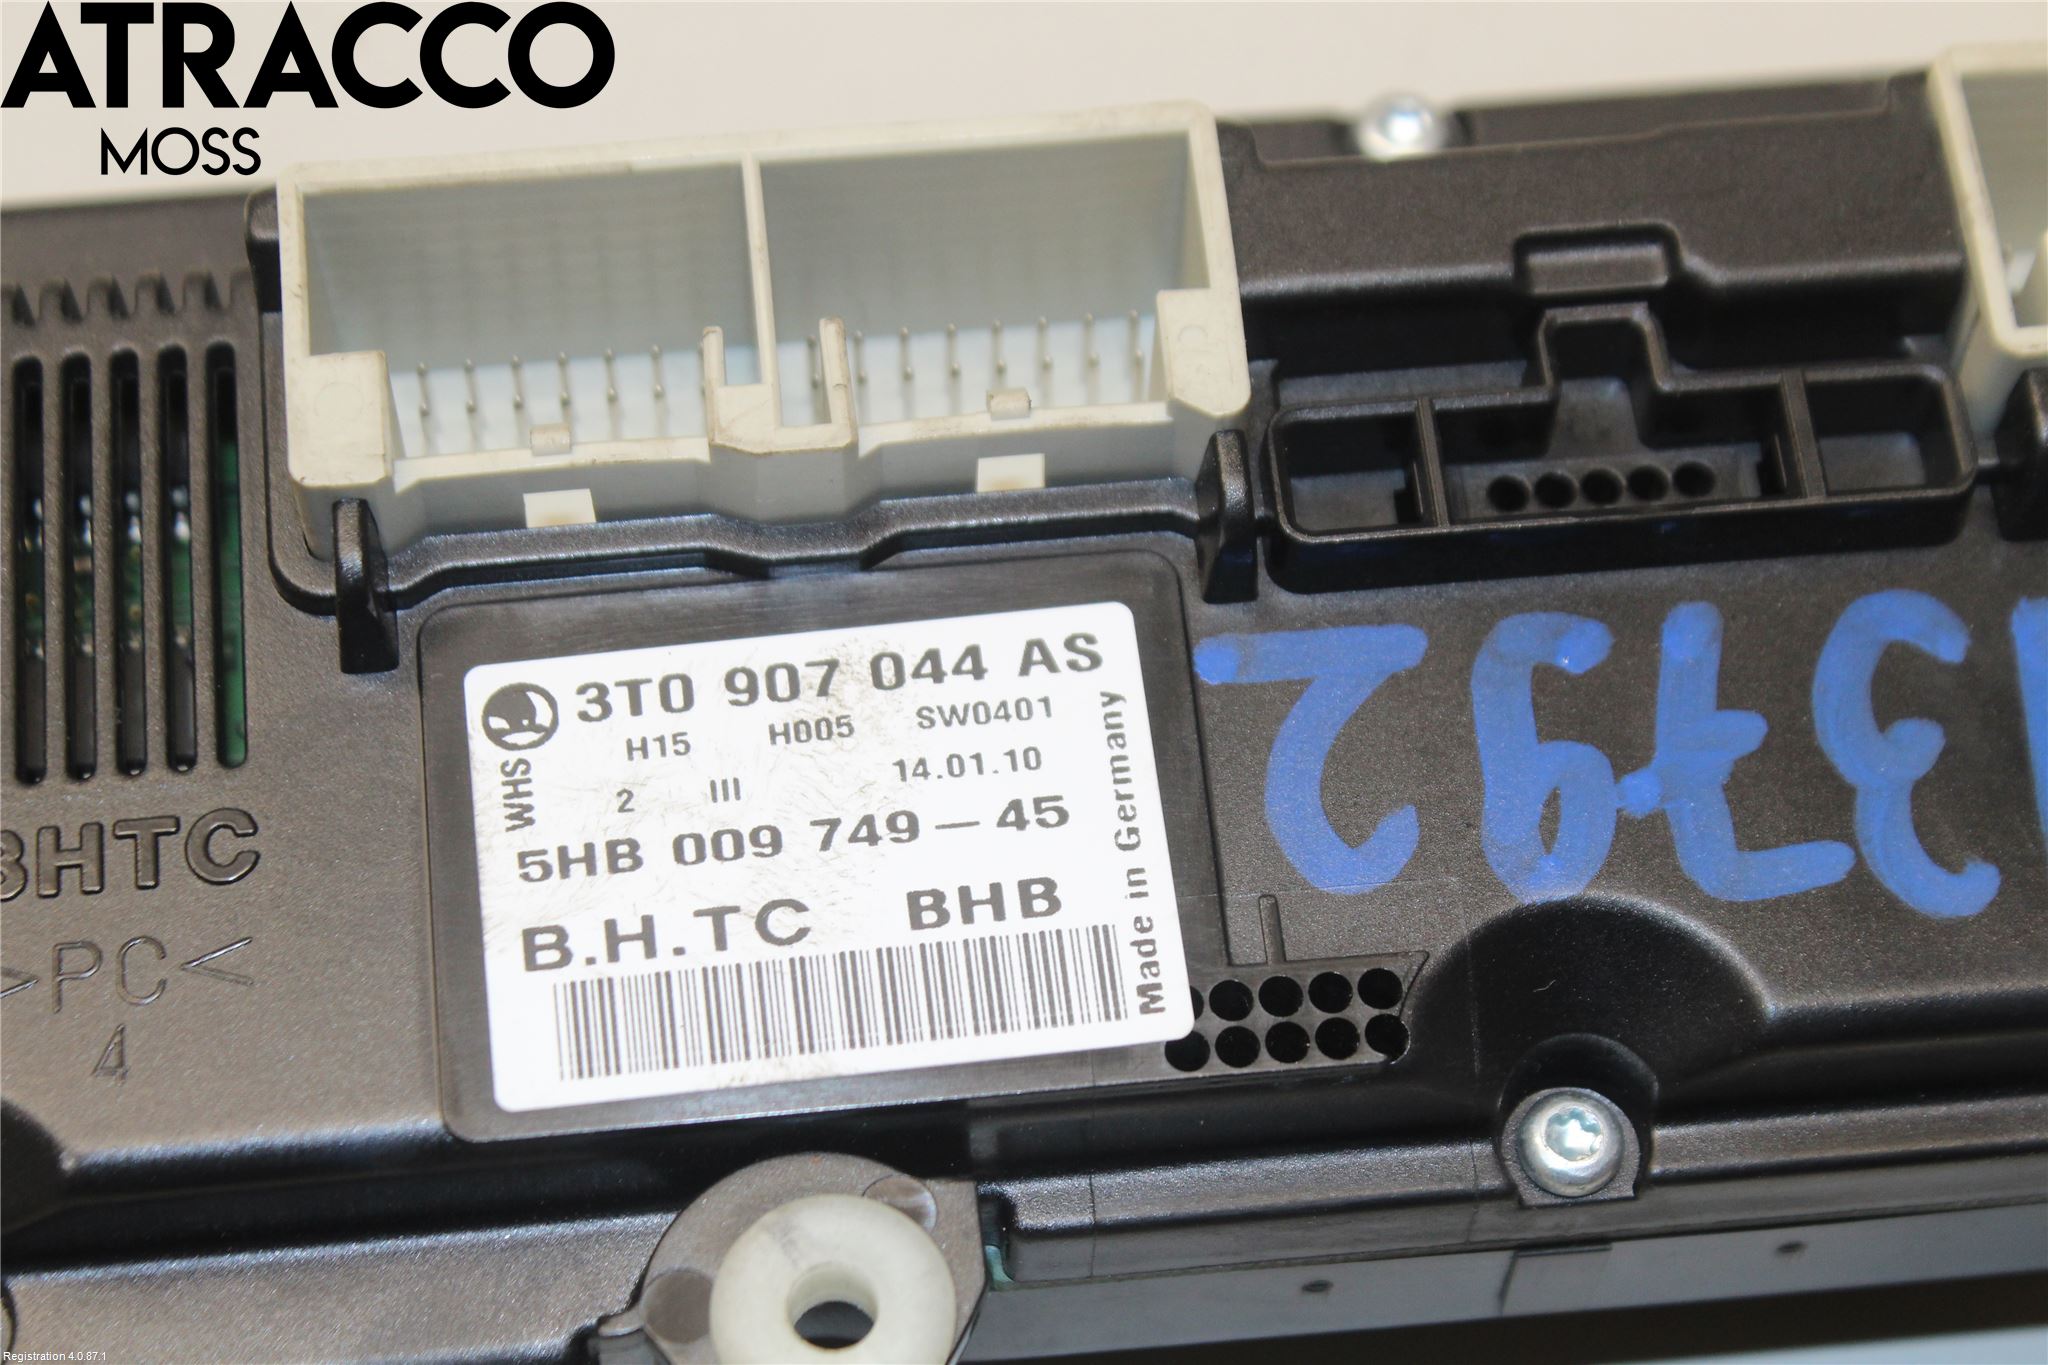 ATRACCO
MOSS
3T0 907 044 AS
H15 H005 SW0401
2 III 14.01.10
WHS
5HB 009 749-45
B.H.TC BHB
Made in Germany
BHTC
>PC<
4
Registration 4.0.87.1